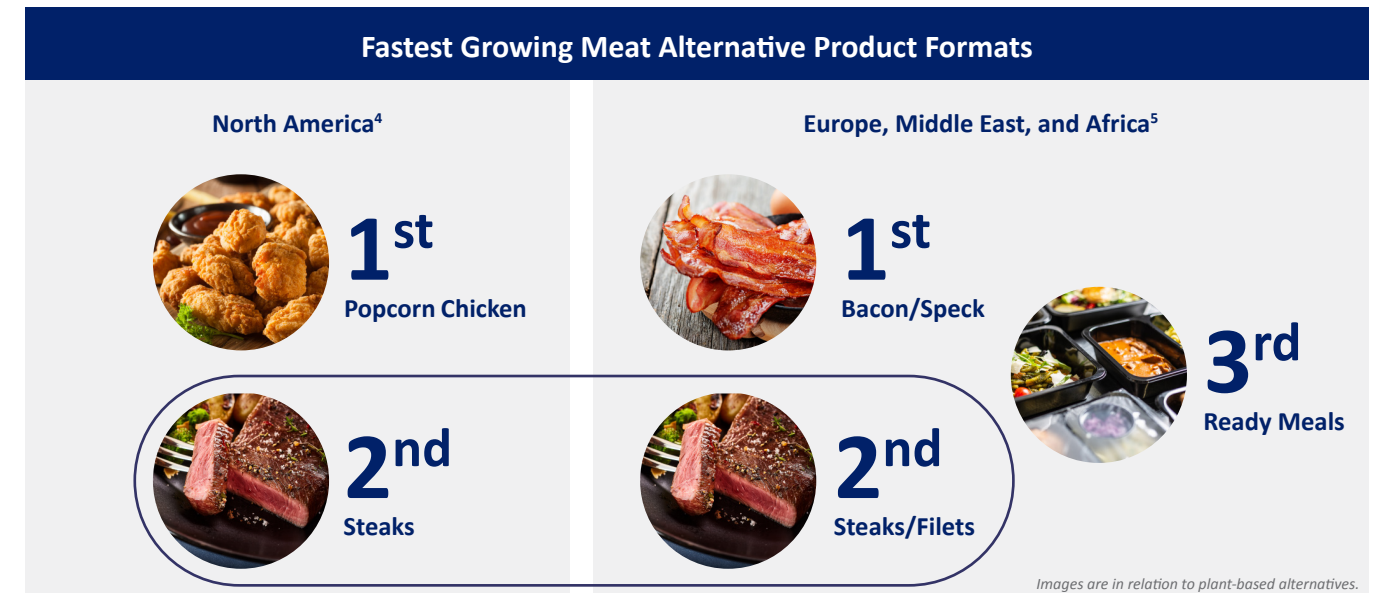 Fastest Growing Meat Alternative Product Formats
North America⁴
1st
Popcorn Chicken
2nd
Steaks
Europe, Middle East, and Africa⁵
1st
Bacon/Speck
2nd
Steaks/Filets
3rd
Ready Meals
Images are in relation to plant-based alternatives.